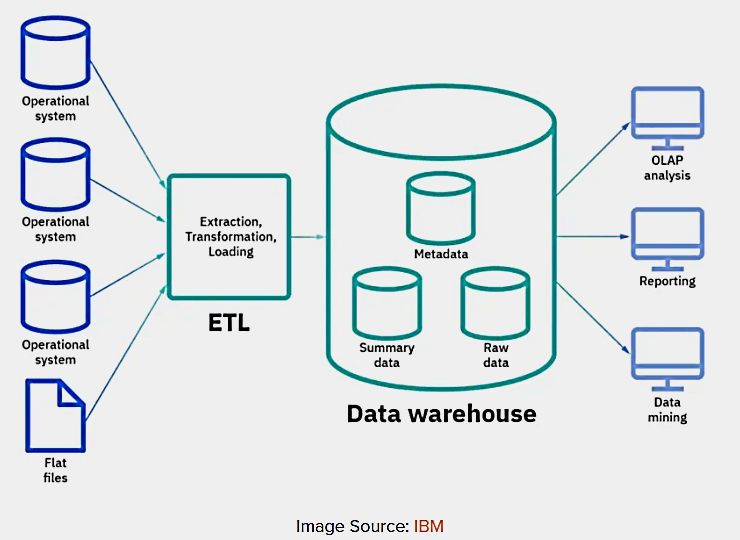 Operational
system
Operational
system
Operational
system
Flat
files
Extraction,
Transformation,
Loading
ETL
Metadata
Summary
data
Raw
data
Data warehouse
OLAP
analysis
Reporting
Data
mining
Image Source: IBM